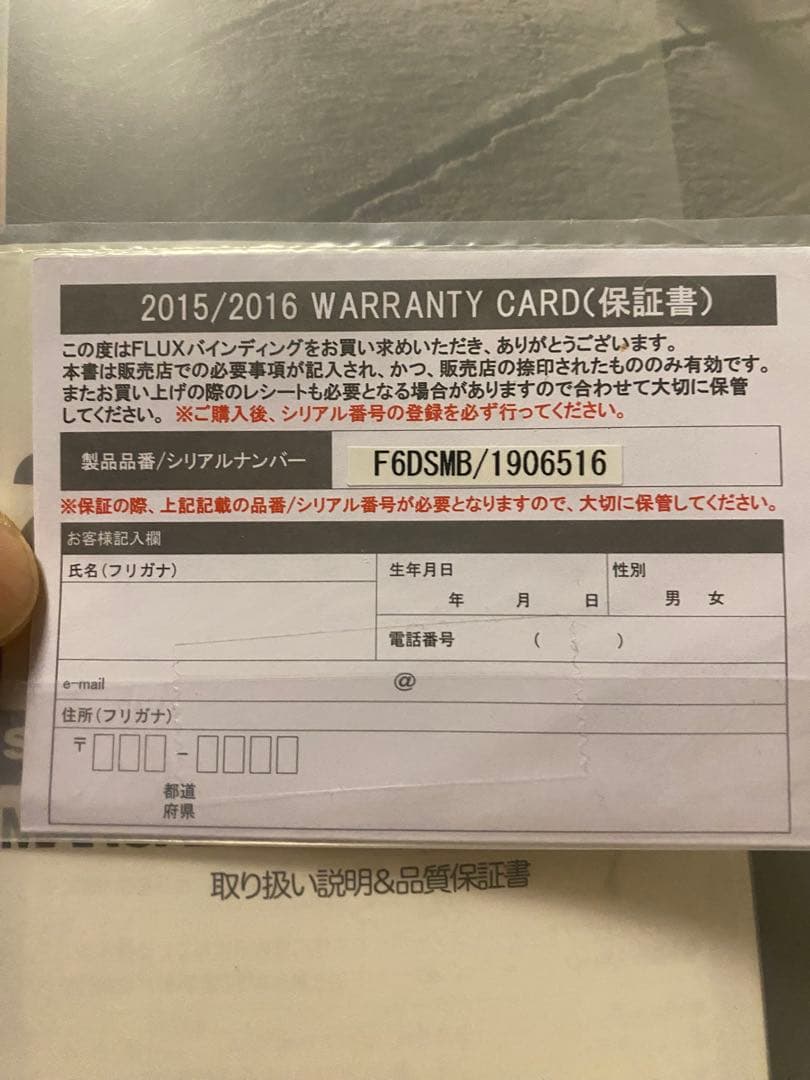 2015/2016 WARRANTY CARD(保証書)
この度はFLUXバインディングをお買い求めいただき、ありがとうございます。
本書は販売店での必要事項が記入され、かつ、販売店の捺印されたもののみ有効です。
またお買い上げの際のレシートも必要となる場合がありますので合わせて大切に保管
してください。 ※ご購入後、シリアル番号の登録を必ず行ってください。
製品品番/シリアルナンバー F6DSMB/1906516
※保証の際、上記記載の品番/シリアル番号が必要となりますので、大切に保管してください。
お客様記入欄
氏名(フリガナ) 生年月日 性別
年 月 日 男 女
電話番号 ( )
e-mail @
住所(フリガナ)
〒□□□-□□□□
都道
府県
取り扱い説明&品質保証書